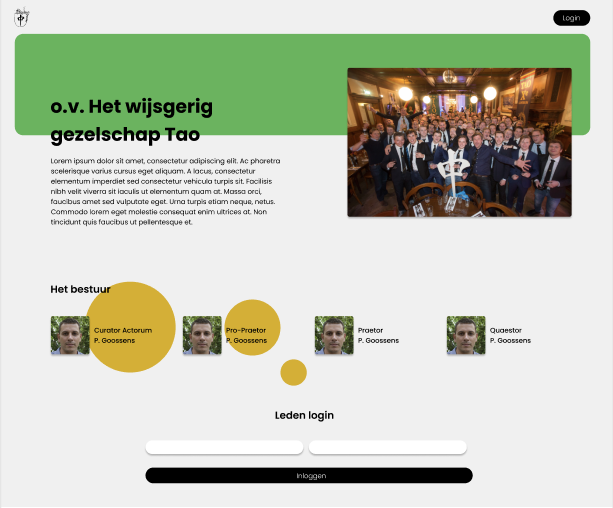 Login
o.v. Het wijsgerig
gezelschap Tao
Lorem ipsum dolor sit amet, consectetur adipiscing elit. Ac pharetra
scelerisque varius cursus eget aliquam. A lacus, consectetur
elementum imperdiet sed consectetur vehicula turpis sit. Facilisis
nibh velit viverra sit iaculis ut elementum quam at. Massa orci,
faucibus amet sed vulputate eget. Urna turpis etiam neque, netus.
Commodo lorem eget molestie consequat enim ultrices at. Non
tincidunt quis faucibus ut pellentesque et.
Het bestuur
Curator Actorum
P. Goossens
Pro-Praetor
P. Goossens
Praetor
P. Goossens
Quaestor
P. Goossens
Leden login
Inloggen